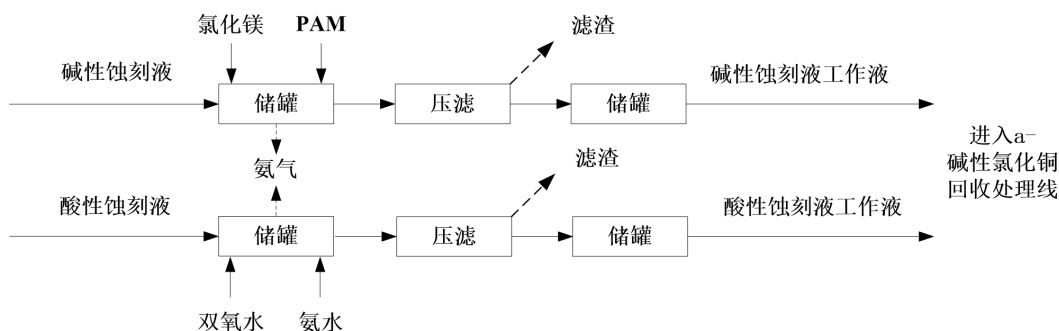 氯化镁
PAM
滤渣
碱性蚀刻液
储罐
压滤
储罐
碱性蚀刻液工作液
氨气
进入a-
碱性氯化铜
回收处理线
滤渣
酸性蚀刻液
储罐
压滤
储罐
酸性蚀刻液工作液
双氧水
氨水